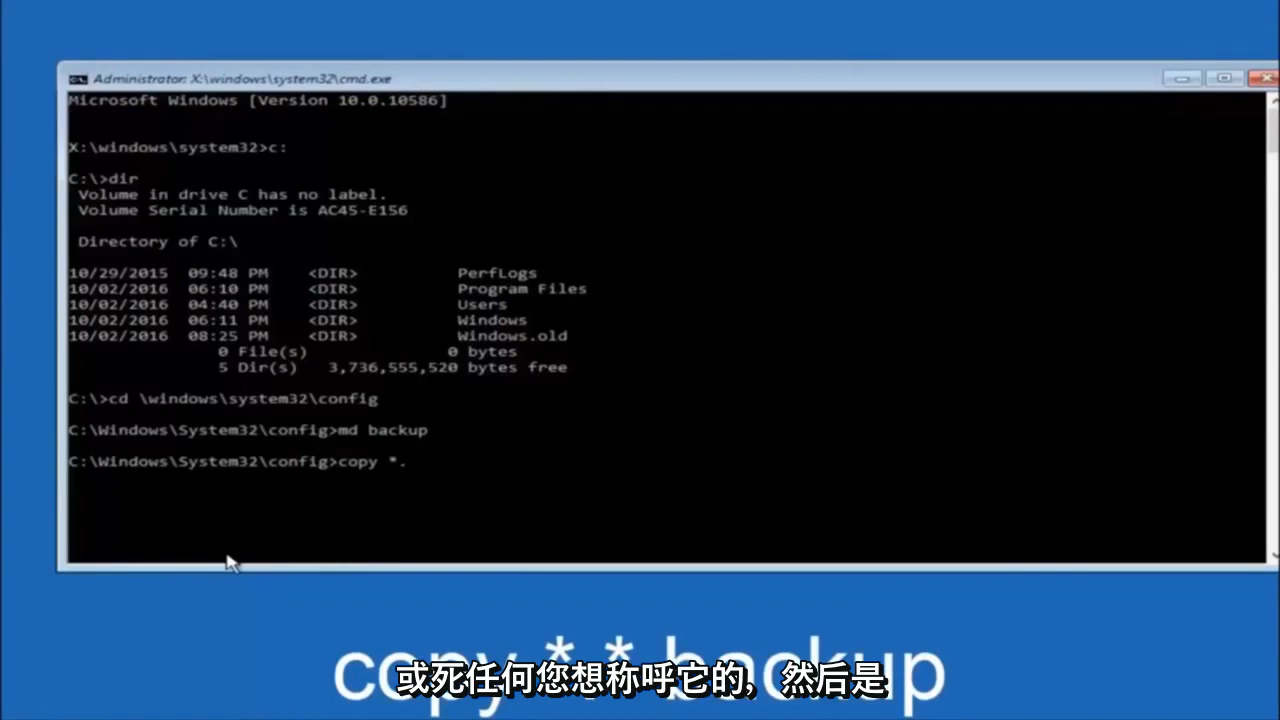 Administrator: X:\windows\system32\cmd.exe
Microsoft Windows [Version 10.0.10586]
X:\windows\system32>c:
C:\>dir
Volume in drive C has no label.
Volume Serial Number is AC45-E156
Directory of C:\
10/29/2015 09:48 PM <DIR> PerfLogs
10/02/2016 06:10 PM <DIR> Program Files
10/02/2016 04:40 PM <DIR> Users
10/02/2016 06:11 PM <DIR> Windows
10/02/2016 08:25 PM <DIR> Windows.old
0 File(s) 0 bytes
5 Dir(s) 3,736,555,520 bytes free
C:\>cd \windows\system32\config
C:\Windows\System32\config>md backup
C:\Windows\System32\config>copy *.
copy *.* backup
或死任何您想称呼它的, 然后是